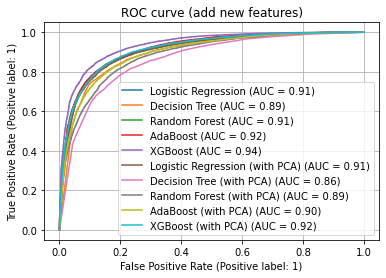 ROC curve (add new features)
True Positive Rate (Positive label: 1)
1.0
0.8
0.6
0.4
0.2
0.0
Logistic Regression (AUC = 0.91)
Decision Tree (AUC = 0.89)
Random Forest (AUC = 0.91)
AdaBoost (AUC = 0.92)
XGBoost (AUC = 0.94)
Logistic Regression (with PCA) (AUC = 0.91)
Decision Tree (with PCA) (AUC = 0.86)
Random Forest (with PCA) (AUC = 0.89)
AdaBoost (with PCA) (AUC = 0.90)
XGBoost (with PCA) (AUC = 0.92)
0.0 0.2 0.4 0.6 0.8 1.0
False Positive Rate (Positive label: 1)